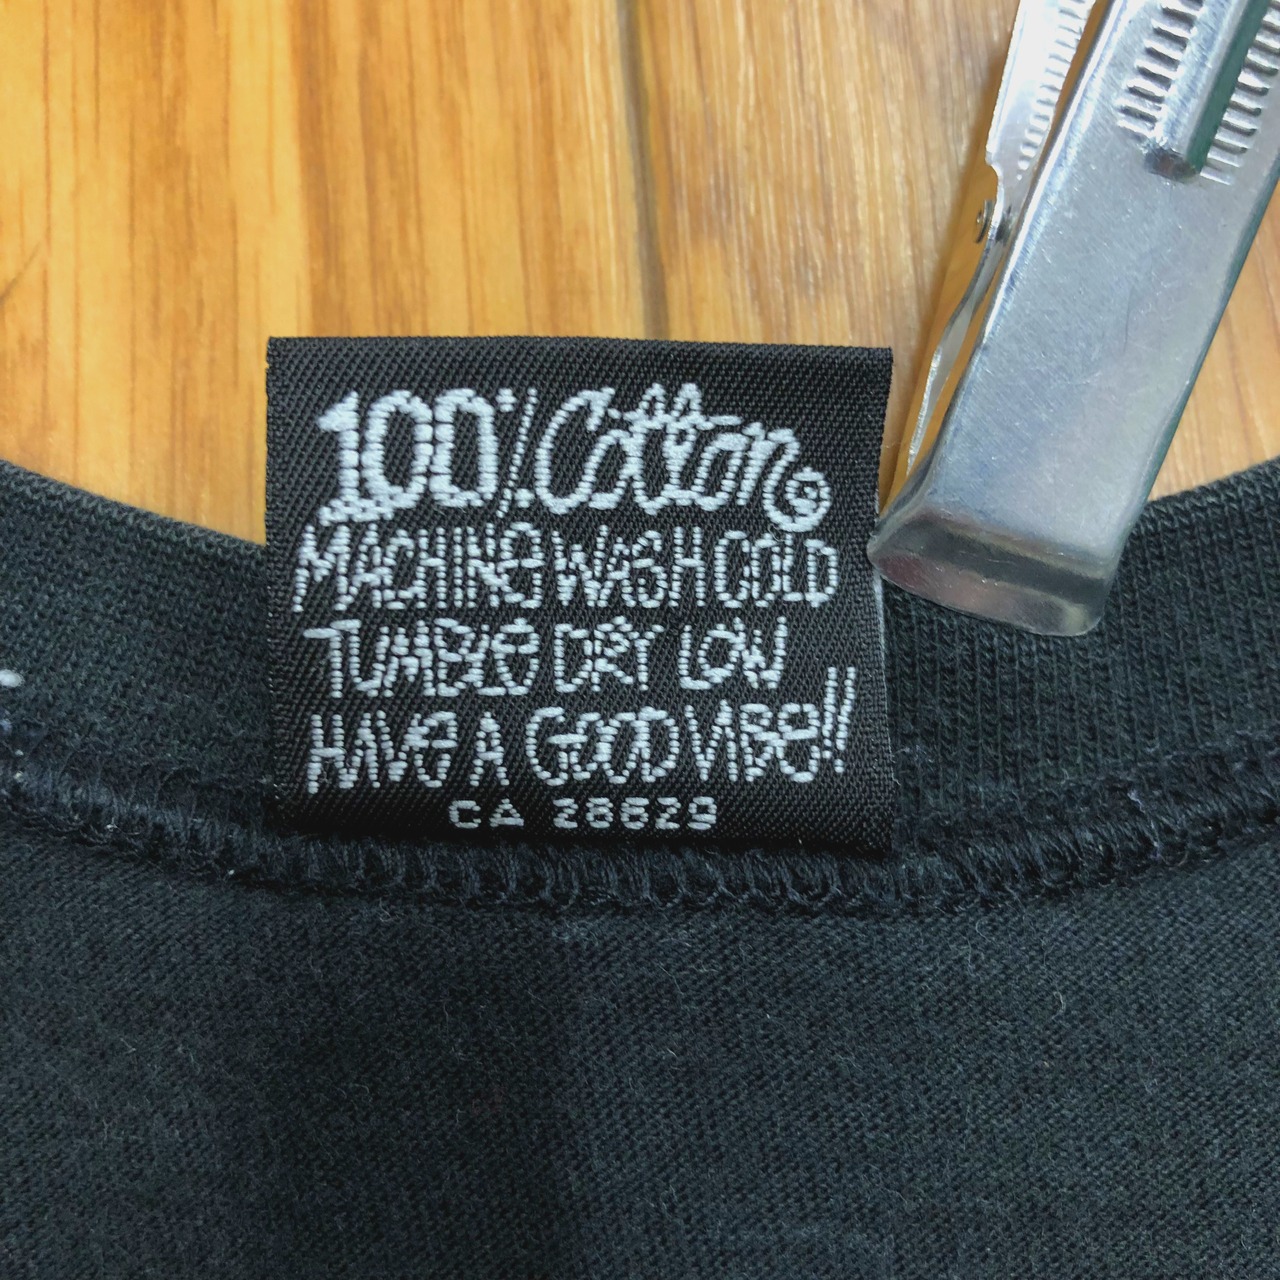 100% Cotton
MACHINE WASH COLD
TUMBLE DRY LOW
HAVE A GOOD VIBE!!
CA 28629